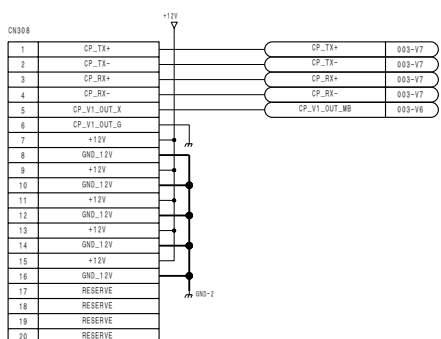 +12V
CN308
1 CP_TX+ CP_TX+ 003-V7
2 CP_TX- CP_TX- 003-V7
3 CP_RX+ CP_RX+ 003-V7
4 CP_RX- CP_RX- 003-V7
5 CP_V1_OUT_X CP_V1_OUT_MB 003-V6
6 CP_V1_OUT_G
7 +12V
8 GND_12V
9 +12V
10 GND_12V
11 +12V
12 GND_12V
13 +12V
14 GND_12V
15 +12V
16 GND_12V
17 RESERVE GND-2
18 RESERVE
19 RESERVE
20 RESERVE